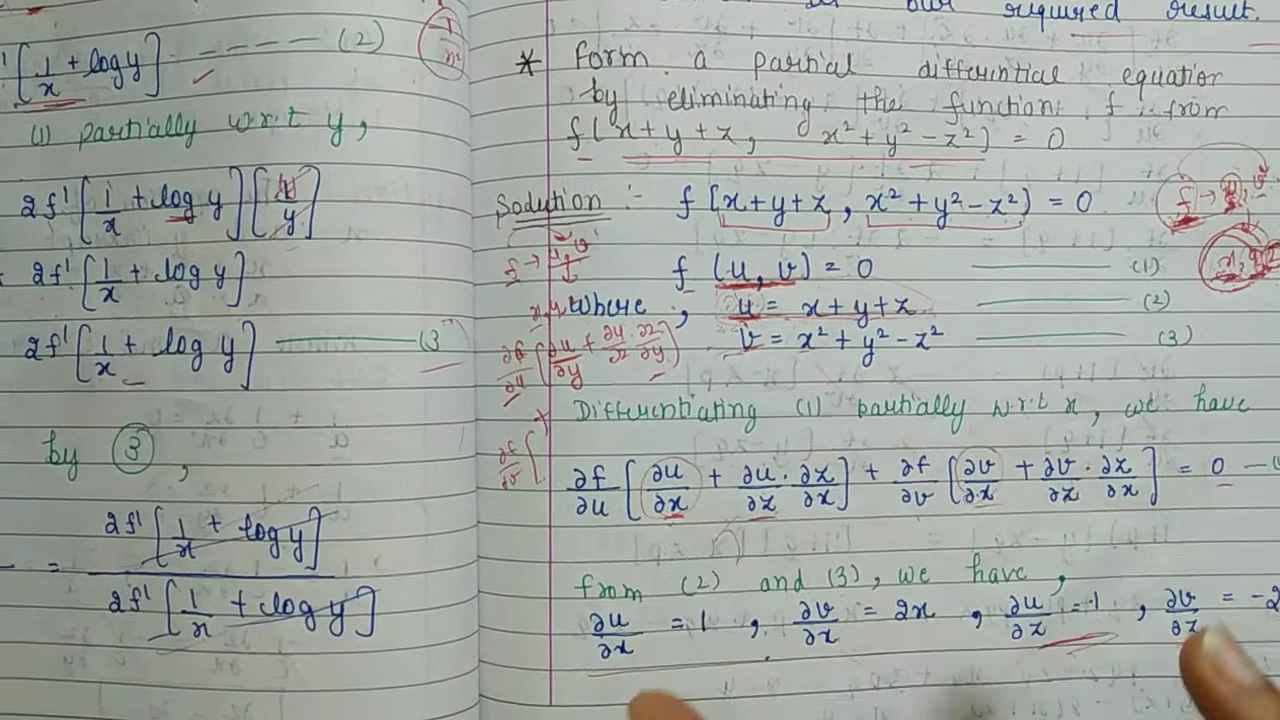 [1/x + log y] ---- (2)
(1) partially w.r.t y,
2f' [1/x + log y] [x/y]
2f' [1/x + log y]
2f' [1/x + log y] —— (3
by ③,
= 2f' [1/x + log y]
2f' [1/x + log y]
our required result.
* Form a partial differential equation
by eliminating the function f from
f(x+y+z, x²+y²-z²) = 0
Solution :- f [x+y+z, x²+y²-z²) = 0
f (u, v) = 0 —— (1)
Where, u = x+y+z —— (2)
v = x²+y²-z² —— (3)
∂f/∂u [∂u/∂y + ∂u/∂z · ∂z/∂y]
+ ∂f/∂v [
Differentiating (1) partially w.r.t x, we have
∂f/∂u [∂u/∂x + ∂u/∂z · ∂z/∂x] + ∂f/∂v [∂v/∂x + ∂v/∂z · ∂z/∂x] = 0 —
from (2) and (3), we have,
∂u/∂x = 1, ∂v/∂x = 2x, ∂u/∂z = 1, ∂v/∂z = -2